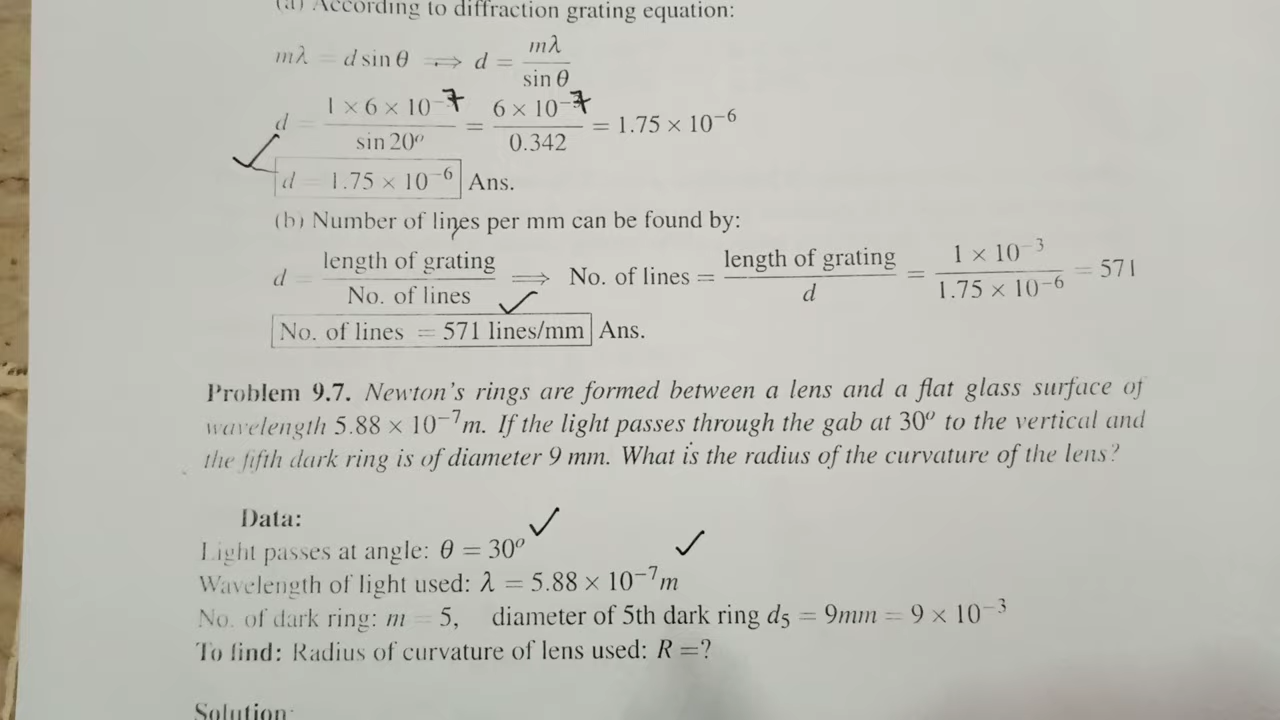 (a) According to diffraction grating equation:
mλ = d sin θ ⟹ d = mλ / sin θ
d = 1 × 6 × 10⁻⁷ / sin 20ᵒ = 6 × 10⁻⁷ / 0.342 = 1.75 × 10⁻⁶
d = 1.75 × 10⁻⁶ Ans.
(b) Number of lines per mm can be found by:
d = length of grating / No. of lines ⟹ No. of lines = length of grating / d = 1 × 10⁻³ / 1.75 × 10⁻⁶ = 571
No. of lines = 571 lines/mm Ans.
Problem 9.7. Newton's rings are formed between a lens and a flat glass surface of
wavelength 5.88 × 10⁻⁷m. If the light passes through the gab at 30ᵒ to the vertical and
the fifth dark ring is of diameter 9 mm. What is the radius of the curvature of the lens?
Data:
Light passes at angle: θ = 30ᵒ
Wavelength of light used: λ = 5.88 × 10⁻⁷m
No. of dark ring: m = 5, diameter of 5th dark ring d₅ = 9mm = 9 × 10⁻³
To find: Radius of curvature of lens used: R =?
Solution: